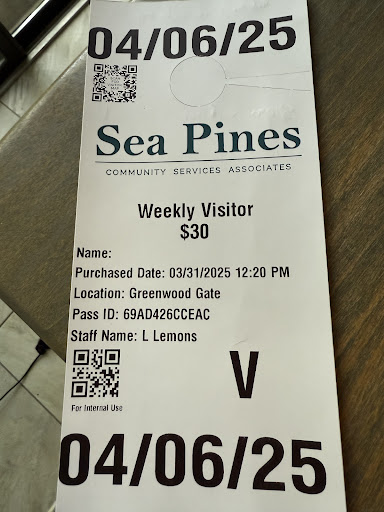 04/06/25
Sea Pines
COMMUNITY SERVICES ASSOCIATES
Weekly Visitor
$30
Name:
Purchased Date: 03/31/2025 12:20 PM
Location: Greenwood Gate
Pass ID: 69AD426CCEAC
Staff Name: L Lemons
V
For Internal Use
04/06/25